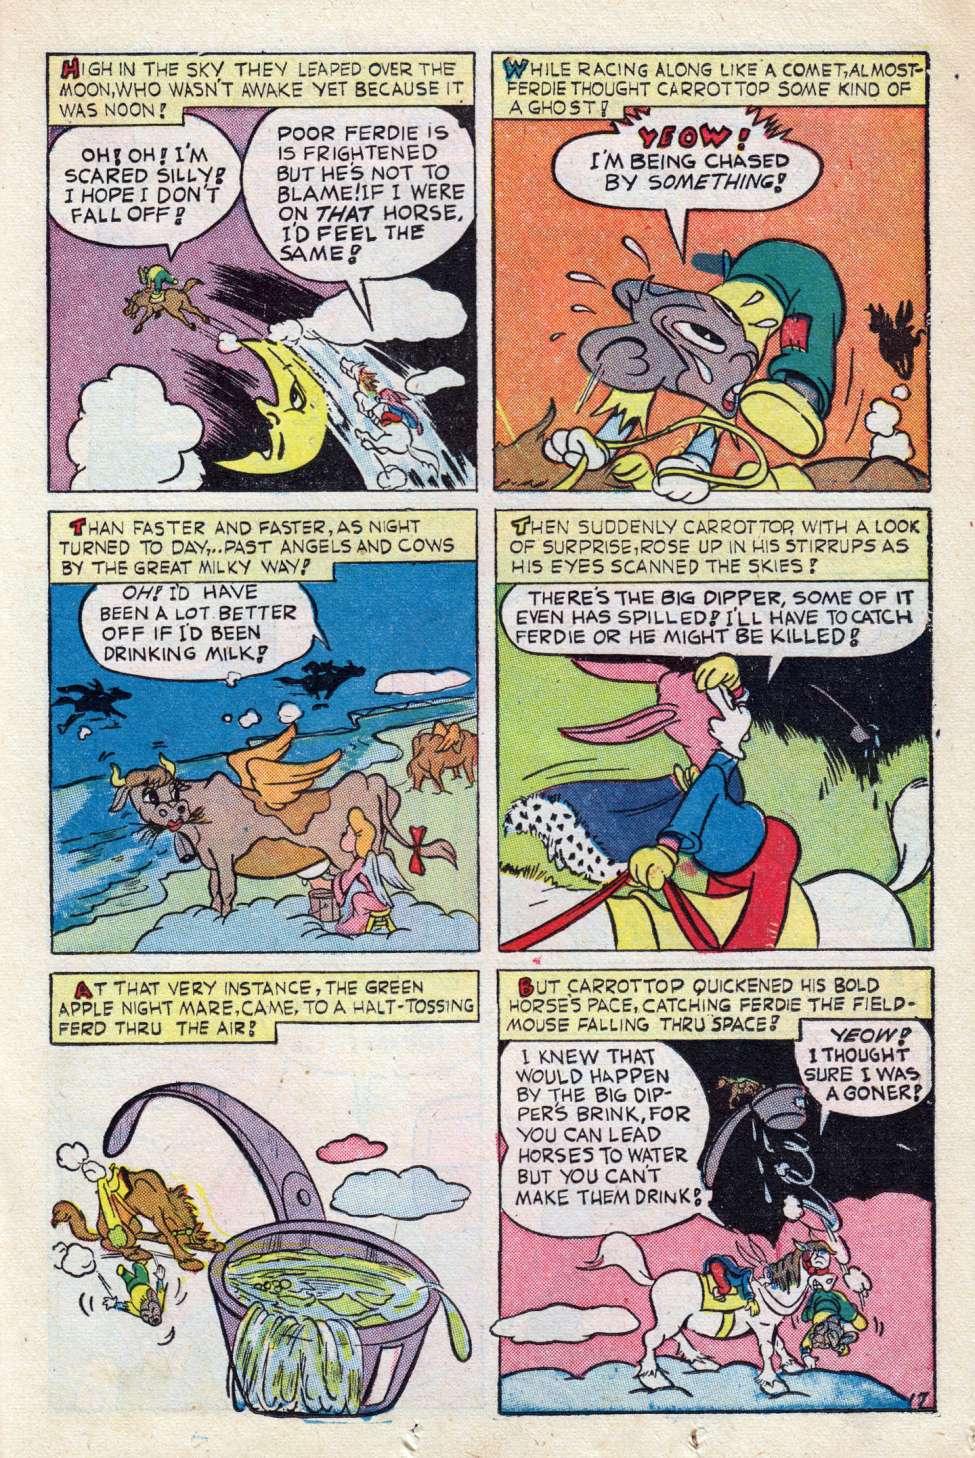 HIGH IN THE SKY THEY LEAPED OVER THE
MOON, WHO WASN'T AWAKE YET BECAUSE IT
WAS NOON!
OH! OH! I'M
SCARED SILLY!
I HOPE I DON'T
FALL OFF!
POOR FERDIE IS
IS FRIGHTENED
BUT HE'S NOT TO
BLAME! IF I WERE
ON THAT HORSE,
I'D FEEL THE
SAME!
WHILE RACING ALONG LIKE A COMET, ALMOST-
FERDIE THOUGHT CARROTTOP SOME KIND OF
A GHOST!
YEOW!
I'M BEING CHASED
BY SOMETHING!
THAN FASTER AND FASTER, AS NIGHT
TURNED TO DAY,..PAST ANGELS AND COWS
BY THE GREAT MILKY WAY!
OH! I'D HAVE
BEEN A LOT BETTER
OFF IF I'D BEEN
DRINKING MILK!
THEN SUDDENLY CARROTTOP, WITH A LOOK
OF SURPRISE, ROSE UP IN HIS STIRRUPS AS
HIS EYES SCANNED THE SKIES!
THERE'S THE BIG DIPPER, SOME OF IT
EVEN HAS SPILLED! I'LL HAVE TO CATCH
FERDIE OR HE MIGHT BE KILLED!
AT THAT VERY INSTANCE, THE GREEN
APPLE NIGHT MARE, CAME, TO A HALT-TOSSING
FERD THRU THE AIR!
BUT CARROTTOP QUICKENED HIS BOLD
HORSE'S PACE, CATCHING FERDIE THE FIELD-
MOUSE FALLING THRU SPACE!
I KNEW THAT
WOULD HAPPEN
BY THE BIG DIP-
PER'S BRINK, FOR
YOU CAN LEAD
HORSES TO WATER
BUT YOU CAN'T
MAKE THEM DRINK!
YEOW!
I THOUGHT
SURE I WAS
A GONER!
17